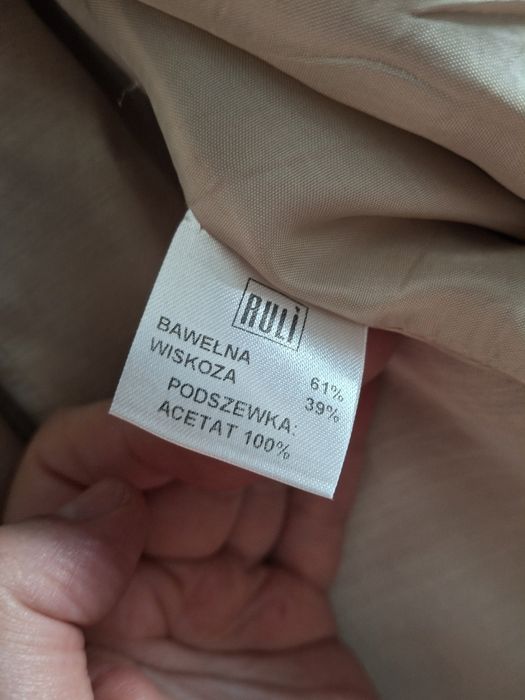 RULI
BAWEŁNA 61%
WISKOZA 39%
PODSZEWKA:
ACETAT 100%